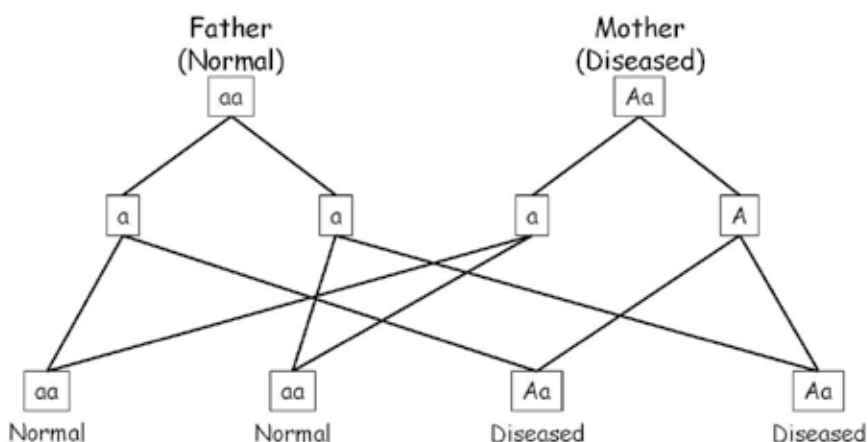 Father
(Normal)
Mother
(Diseased)
aa
Aa
a
a
a
A
aa
aa
Aa
Aa
Normal
Normal
Diseased
Diseased